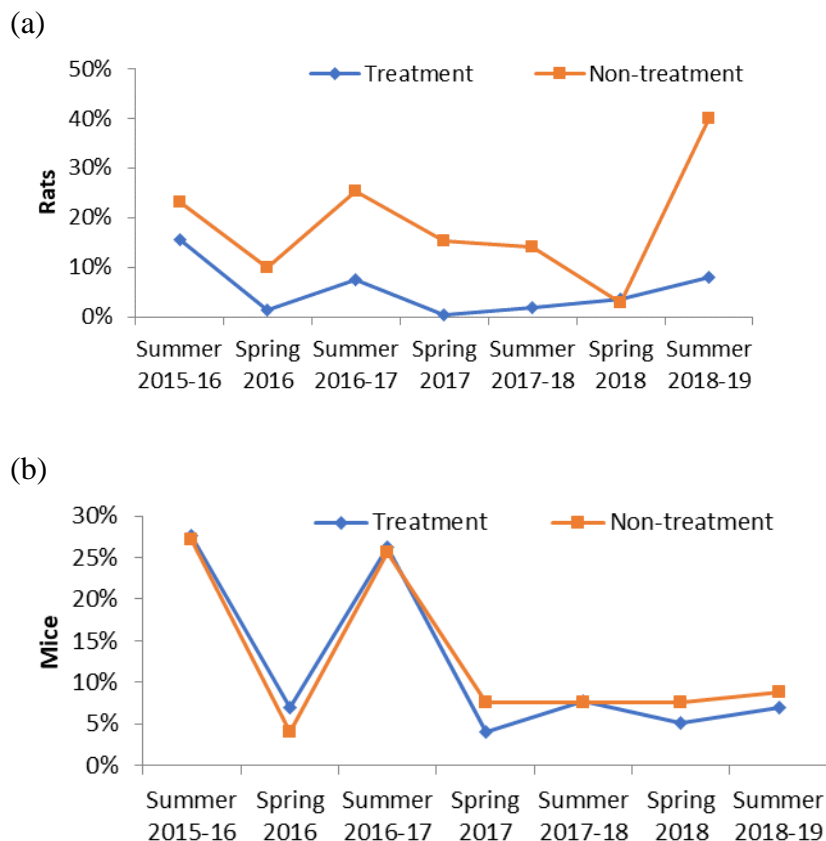 (a)
50%
Treatment
Non-treatment
40%
30%
Rats
20%
10%
0%
Summer Spring Summer Spring Summer Spring Summer
2015-16 2016 2016-17 2017 2017-18 2018 2018-19
(b)
30%
Treatment
Non-treatment
25%
20%
Mice
15%
10%
5%
0%
Summer Spring Summer Spring Summer Spring Summer
2015-16 2016 2016-17 2017 2017-18 2018 2018-19